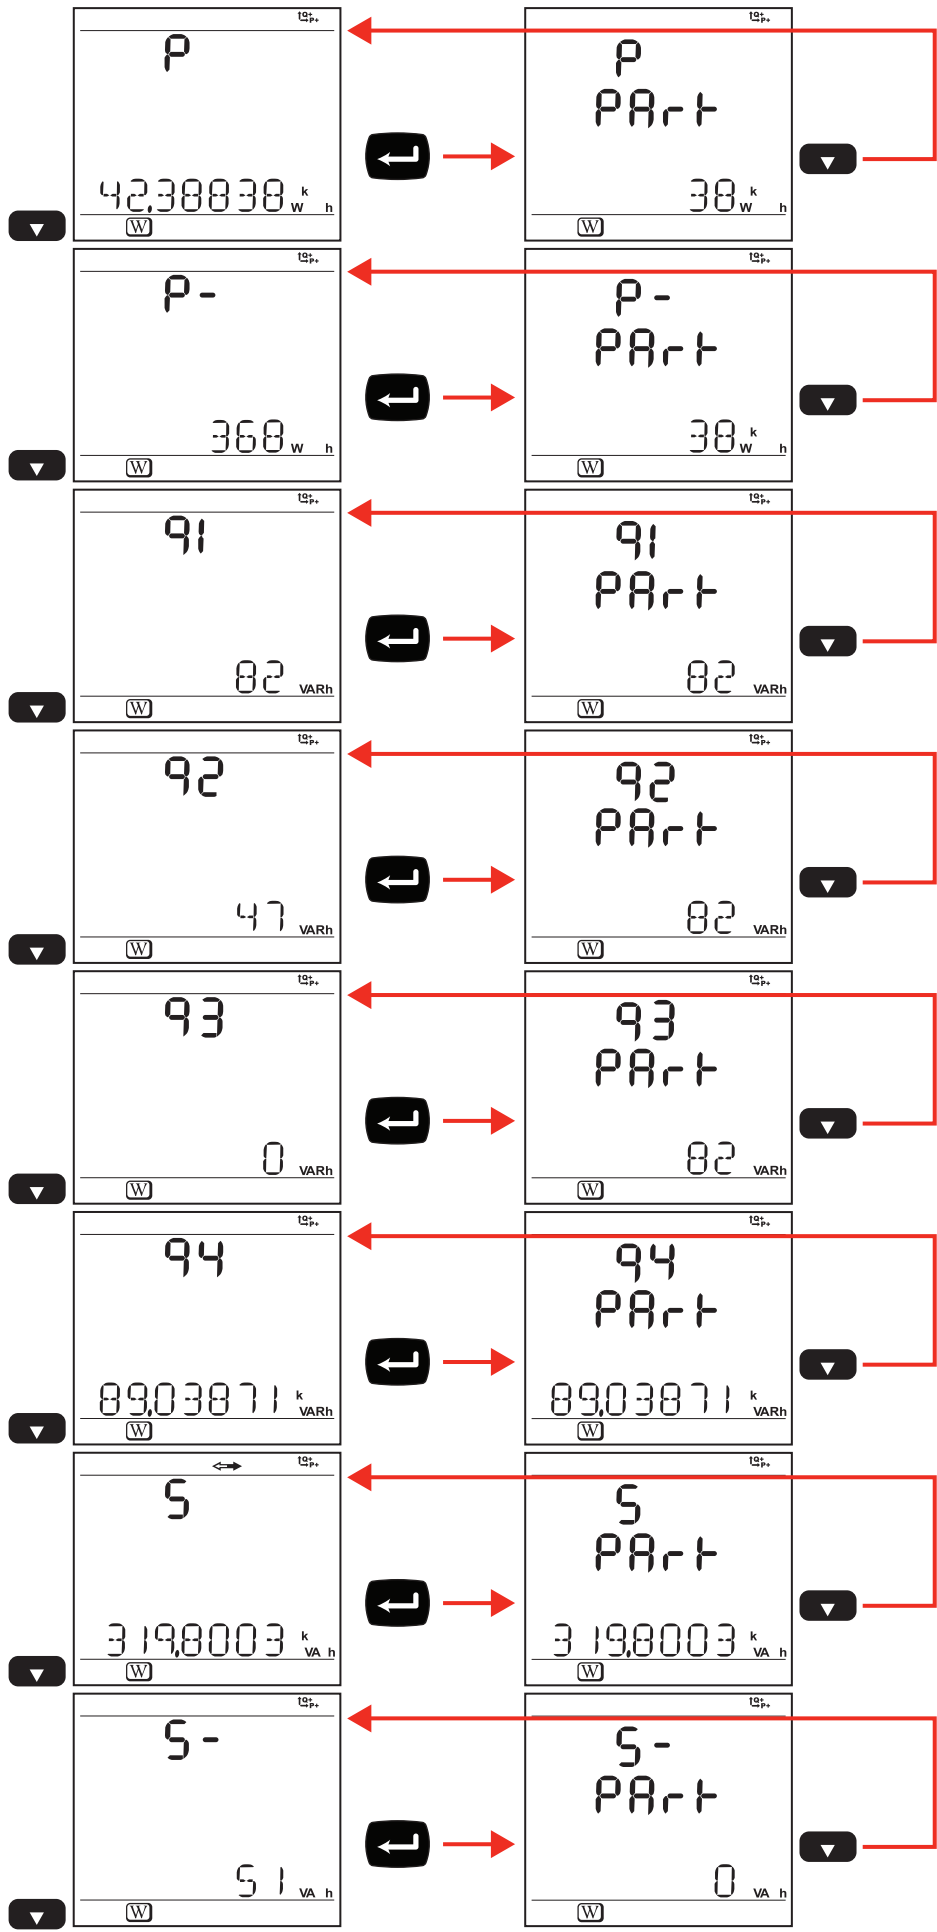 Q+
P+
P
42.38838 k
W h
W
Q+
P+
P
PArt
38 k
W h
W
Q+
P+
P-
368 W h
W
Q+
P+
P-
PArt
38 k
W h
W
Q+
P+
q1
82 VARh
W
Q+
P+
q1
PArt
82 VARh
W
Q+
P+
q2
47 VARh
W
Q+
P+
q2
PArt
82 VARh
W
Q+
P+
q3
0 VARh
W
Q+
P+
q3
PArt
82 VARh
W
Q+
P+
q4
89.03871 k
VARh
W
Q+
P+
q4
PArt
89.03871 k
VARh
W
Q+
P+
S
319.8003 k
VA h
W
Q+
P+
S
PArt
319.8003 k
VA h
W
Q+
P+
S-
51 VA h
W
Q+
P+
S-
PArt
0 VA h
W